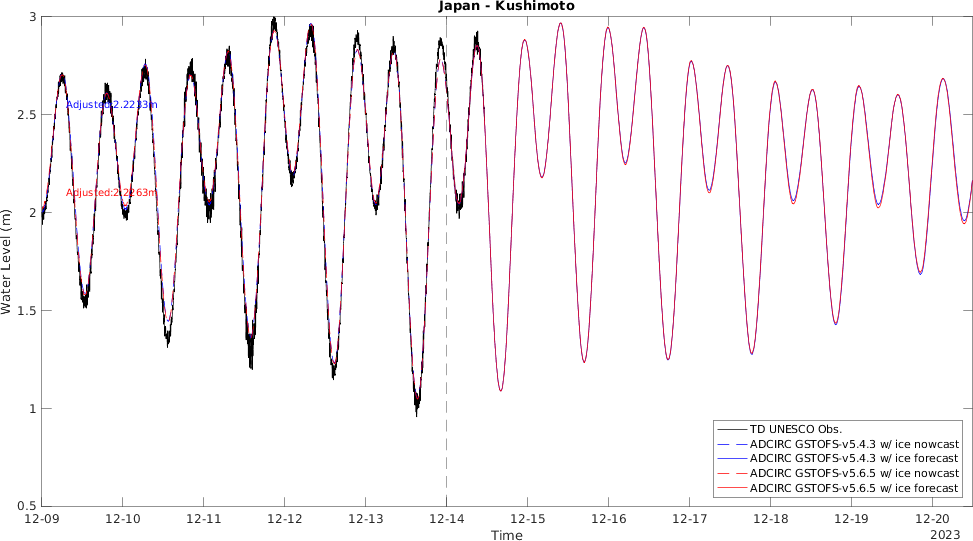 Japan - Kushimoto
3
2.5
2
1.5
1
0.5
Water Level (m)
Adjusted:2.2233m
Adjusted:2.2263m
TD UNESCO Obs.
ADCIRC GSTOFS-v5.4.3 w/ ice nowcast
ADCIRC GSTOFS-v5.4.3 w/ ice forecast
ADCIRC GSTOFS-v5.6.5 w/ ice nowcast
ADCIRC GSTOFS-v5.6.5 w/ ice forecast
12-09 12-10 12-11 12-12 12-13 12-14 12-15 12-16 12-17 12-18 12-19 12-20
Time
2023